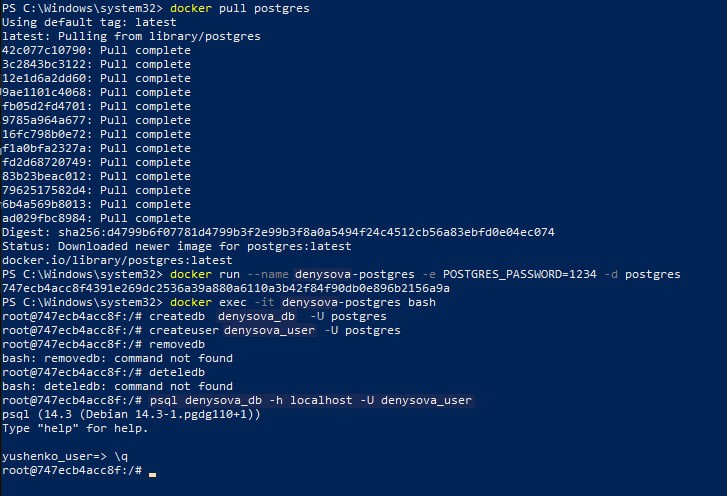 PS C:\Windows\system32> docker pull postgres
Using default tag: latest
latest: Pulling from library/postgres
42c077c10790: Pull complete
3c2843bc3122: Pull complete
12e1d6a2dd60: Pull complete
9ae1101c4068: Pull complete
fb05d2fd4701: Pull complete
9785a964a677: Pull complete
16fc798b0e72: Pull complete
f1a0bfa2327a: Pull complete
fd2d68720749: Pull complete
83b23beac012: Pull complete
7962517582d4: Pull complete
6b4a569b8013: Pull complete
ad029fbc8984: Pull complete
Digest: sha256:d4799b6f07781d4799b3f2e99b3f8a0a5494f24c4512cb56a83ebfd0e04ec074
Status: Downloaded newer image for postgres:latest
docker.io/library/postgres:latest
PS C:\Windows\system32> docker run --name denysova-postgres -e POSTGRES_PASSWORD=1234 -d postgres
747ecb4acc8f4391e269dc2536a39a880a6110a3b42f84f90db0e896b2156a9a
PS C:\Windows\system32> docker exec -it denysova-postgres bash
root@747ecb4acc8f:/# createdb denysova_db -U postgres
root@747ecb4acc8f:/# createuser denysova_user -U postgres
root@747ecb4acc8f:/# removedb
bash: removedb: command not found
root@747ecb4acc8f:/# deteledb
bash: deteledb: command not found
root@747ecb4acc8f:/# psql denysova_db -h localhost -U denysova_user
psql (14.3 (Debian 14.3-1.pgdg110+1))
Type "help" for help.
yushenko_user=> \q
root@747ecb4acc8f:/#